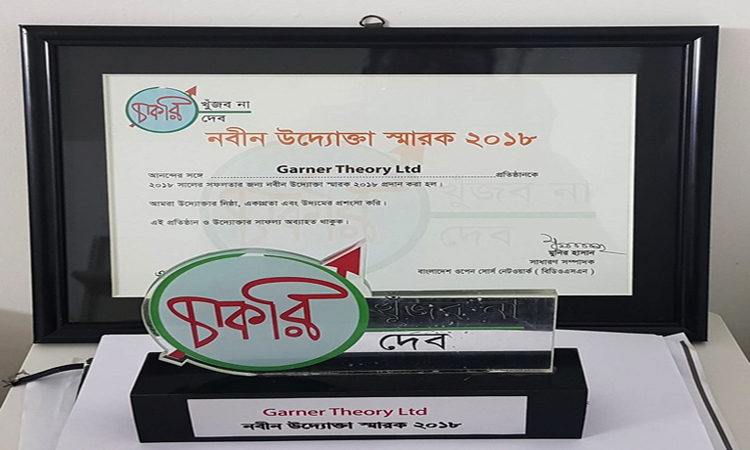 চাকরি খুঁজব না
দেব
নবীন উদ্যোক্তা স্মারক ২০১৮
আনন্দের সঙ্গে Garner Theory Ltd প্রতিষ্ঠানকে
২০১৮ সালের সফলতার জন্য নবীন উদ্যোক্তা স্মারক ২০১৮ প্রদান করা হল।
আমরা উদ্যোক্তার নিষ্ঠা, একাগ্রতা এবং উদ্যমের প্রশংসা করি।
এই প্রতিষ্ঠান ও উদ্যোক্তার সাফল্য অব্যাহত থাকুক।
খুঁজব না
দেব
মুনির হাসান
সাধারণ সম্পাদক
বাংলাদেশ ওপেন সোর্স নেটওয়ার্ক (বিডিওএসএন)
চাকরি খুঁজব না
দেব
Garner Theory Ltd
নবীন উদ্যোক্তা স্মারক ২০১৮